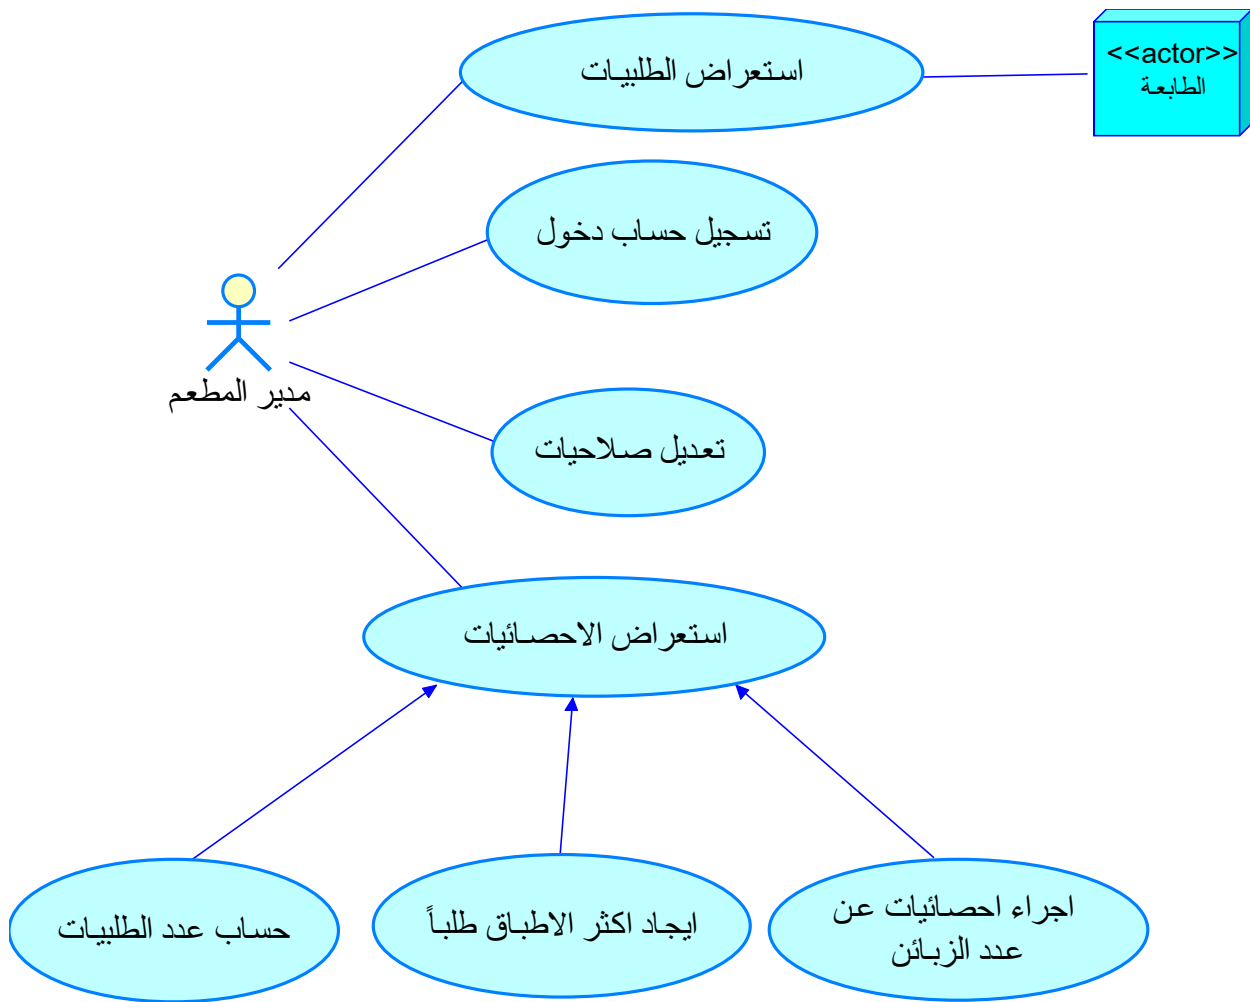 استعراض الطلبيات
<<actor>>
الطابعة
تسجيل حساب دخول
مدير المطعم
تعديل صلاحيات
استعراض الاحصائيات
اجراء احصائيات عن
عدد الزبائن
ايجاد اكثر الاطباق طلباً
حساب عدد الطلبيات